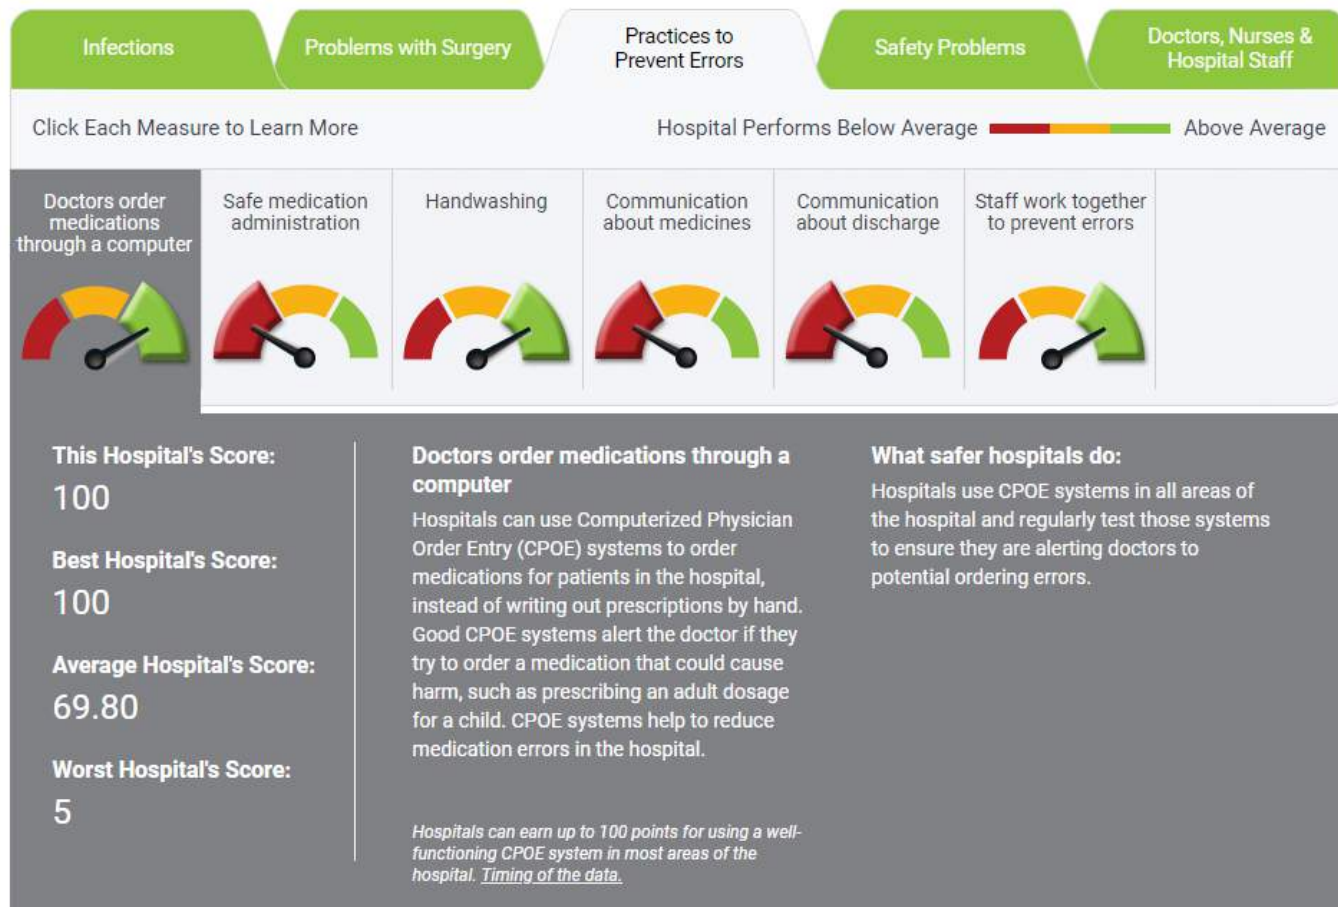 Infections
Problems with Surgery
Practices to
Prevent Errors
Safety Problems
Doctors, Nurses &
Hospital Staff
Click Each Measure to Learn More
Hospital Performs Below Average
Above Average
Doctors order
medications
through a computer
Safe medication
administration
Handwashing
Communication
about medicines
Communication
about discharge
Staff work together
to prevent errors
This Hospital's Score:
100
Best Hospital's Score:
100
Average Hospital's Score:
69.80
Worst Hospital's Score:
5
Doctors order medications through a
computer
Hospitals can use Computerized Physician
Order Entry (CPOE) systems to order
medications for patients in the hospital,
instead of writing out prescriptions by hand.
Good CPOE systems alert the doctor if they
try to order a medication that could cause
harm, such as prescribing an adult dosage
for a child. CPOE systems help to reduce
medication errors in the hospital.
Hospitals can earn up to 100 points for using a well-
functioning CPOE system in most areas of the
hospital. Timing of the data.
What safer hospitals do:
Hospitals use CPOE systems in all areas of
the hospital and regularly test those systems
to ensure they are alerting doctors to
potential ordering errors.